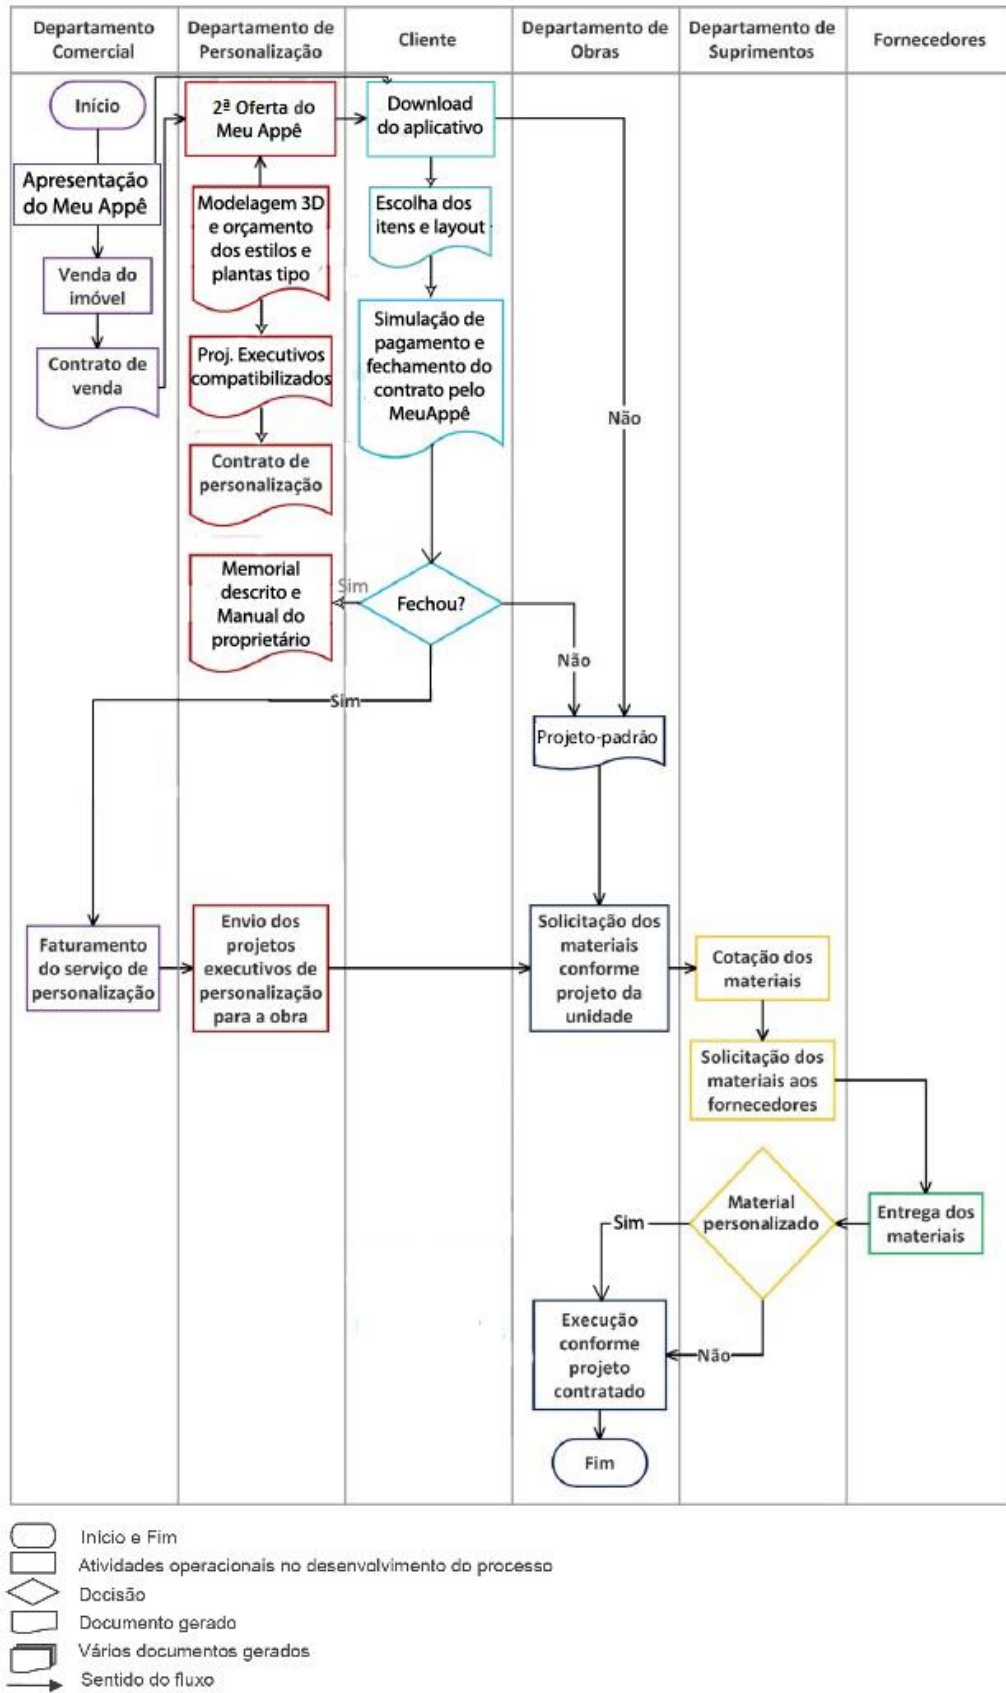 Departamento
Comercial
Departamento de
Personalização
Cliente
Departamento de
Obras
Departamento de
Suprimentos
Fornecedores
Início
Apresentação
do Meu Appê
Venda do
imóvel
Contrato de
venda
2ª Oferta do
Meu Appê
Modelagem 3D
e orçamento
dos estilos e
plantas tipo
Proj. Executivos
compatibilizados
Contrato de
personalização
Memorial
descrito e
Manual do
proprietário
Download
do aplicativo
Escolha dos
itens e layout
Simulação de
pagamento e
fechamento do
contrato pelo
MeuAppê
Sim
Fechou?
Não
Não
Sim
Projeto-padrão
Faturamento
do serviço de
personalização
Envio dos
projetos
executivos de
personalização
para a obra
Solicitação dos
materiais
conforme
projeto da
unidade
Cotação dos
materiais
Solicitação dos
materiais aos
fornecedores
Entrega dos
materiais
Material
personalizado
Sim
Não
Execução
conforme
projeto
contratado
Fim
Início e Fim
Atividades operacionais no desenvolvimento do processo
Decisão
Documento gerado
Vários documentos gerados
Sentido do fluxo